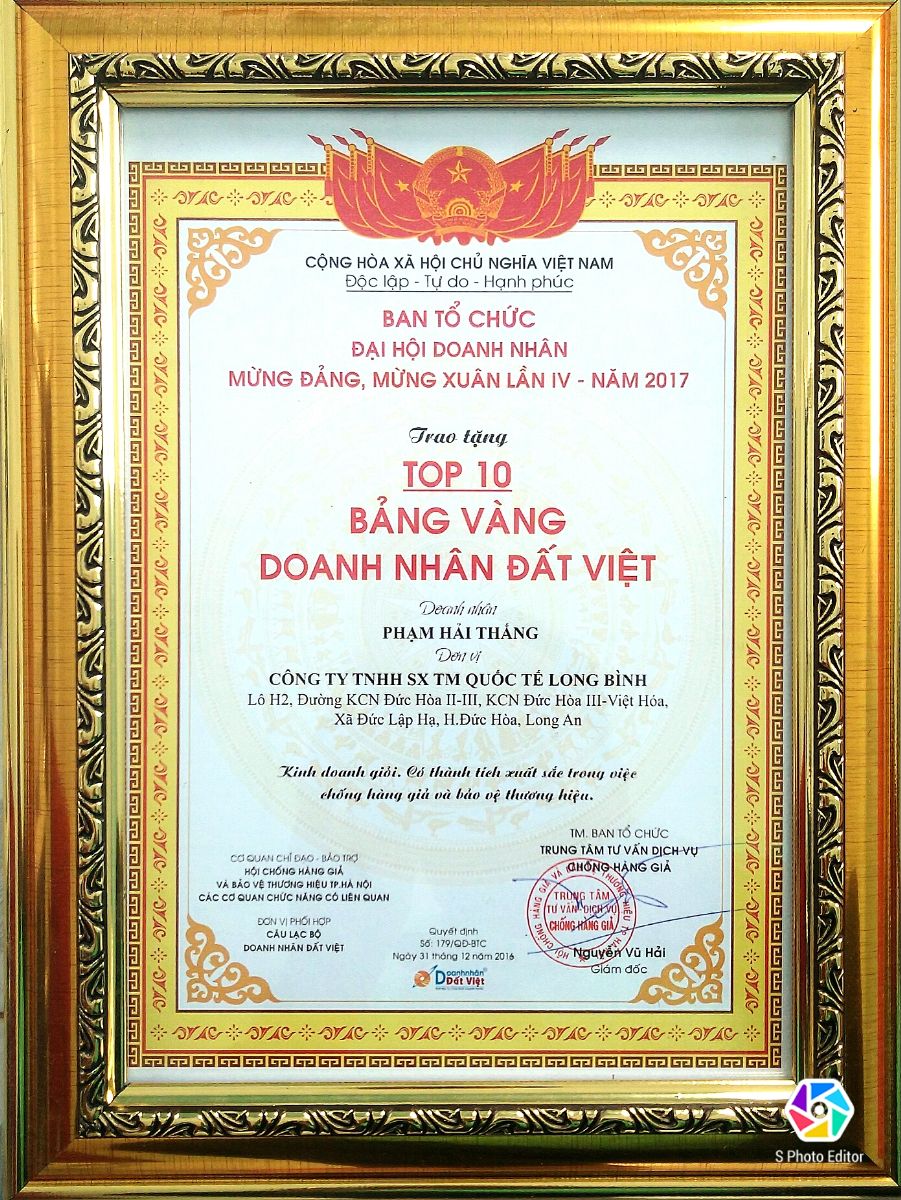 CỘNG HÒA XÃ HỘI CHỦ NGHĨA VIỆT NAM
Độc lập - Tự do - Hạnh phúc
BAN TỔ CHỨC
ĐẠI HỘI DOANH NHÂN
MỪNG ĐẢNG, MỪNG XUÂN LẦN IV - NĂM 2017
Trao tặng
TOP 10
BẢNG VÀNG
DOANH NHÂN ĐẤT VIỆT
Doanh nhân
PHẠM HẢI THẮNG
Đơn vị
CÔNG TY TNHH SX TM QUỐC TẾ LONG BÌNH
Lô H2, Đường KCN Đức Hòa II-III, KCN Đức Hòa III-Việt Hóa,
Xã Đức Lập Hạ, H.Đức Hòa, Long An
Kinh doanh giỏi. Có thành tích xuất sắc trong việc
chống hàng giả và bảo vệ thương hiệu.
CƠ QUAN CHỈ ĐẠO - BẢO TRỢ
HỘI CHỐNG HÀNG GIẢ
VÀ BẢO VỆ THƯƠNG HIỆU TP.HÀ NỘI
CÁC CƠ QUAN CHỨC NĂNG CÓ LIÊN QUAN
ĐƠN VỊ PHỐI HỢP
CÂU LẠC BỘ
DOANH NHÂN ĐẤT VIỆT
Quyết định
Số: 179/QĐ-BTC
Ngày 31 tháng 12 năm 2016
Doanhnhân
Đất Việt
TM. BAN TỔ CHỨC
TRUNG TÂM TƯ VẤN DỊCH VỤ
CHỐNG HÀNG GIẢ
TRUNG TÂM
TƯ VẤN DỊCH VỤ
CHỐNG HÀNG GIẢ
Nguyễn Vũ Hải
Giám đốc
S Photo Editor